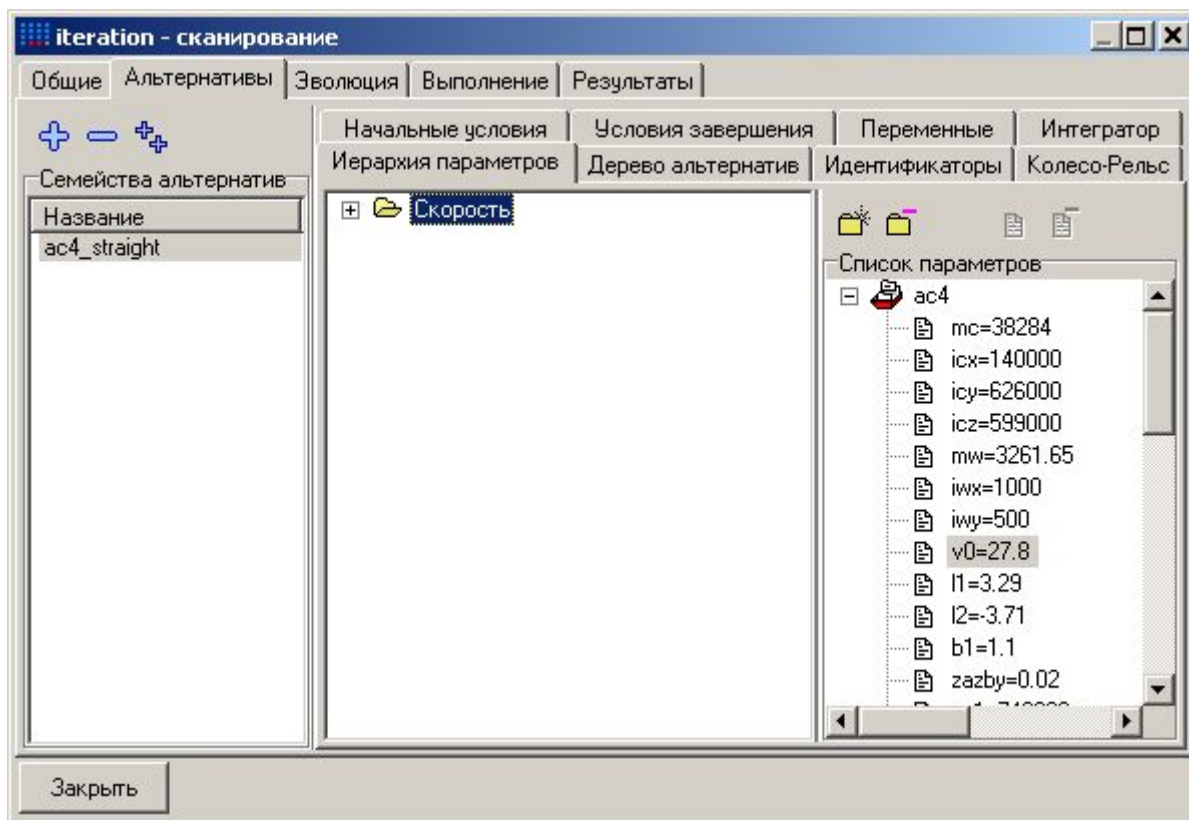 iteration - сканирование
Общие Альтернативы Эволюция Выполнение Результаты
Семейства альтернатив
Название
ac4_straight
Начальные условия Условия завершения Переменные Интегратор
Иерархия параметров Дерево альтернатив Идентификаторы Колесо-Рельс
Скорость
Список параметров
ac4
mc=38284
icx=140000
icy=626000
icz=599000
mw=3261.65
iwx=1000
iwy=500
v0=27.8
l1=3.29
l2=-3.71
b1=1.1
zazby=0.02
Закрыть